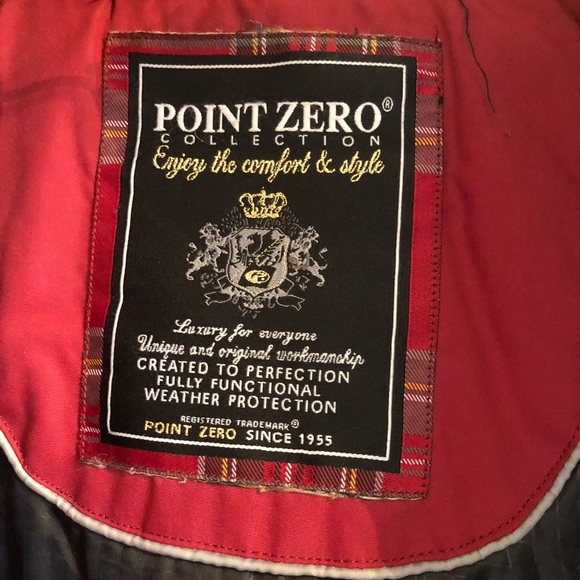 POINT ZERO®
COLLECTION
Enjoy the comfort & style
Luxury for everyone
Unique and original workmanship
CREATED TO PERFECTION
FULLY FUNCTIONAL
WEATHER PROTECTION
REGISTERED TRADEMARK®
POINT ZERO SINCE 1955